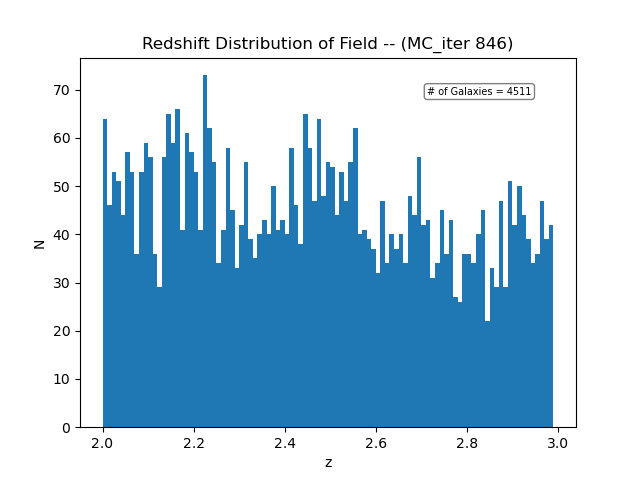 Redshift Distribution of Field -- (MC_iter 846)
# of Galaxies = 4511
N
70
60
50
40
30
20
10
0
2.0 2.2 2.4 2.6 2.8 3.0
z